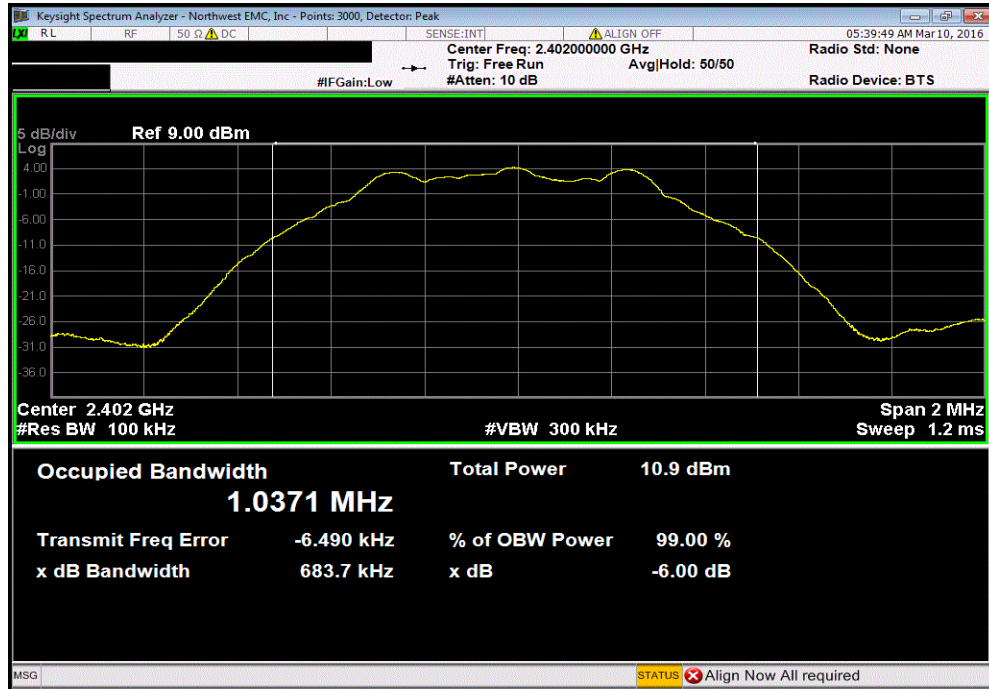 Keysight Spectrum Analyzer - Northwest EMC, Inc - Points: 3000, Detector: Peak
LXI RL RF 50 Ω DC SENSE:INT ALIGN OFF 05:39:49 AM Mar 10, 2016
Center Freq: 2.402000000 GHz Radio Std: None
Trig: Free Run Avg|Hold: 50/50
#IFGain:Low #Atten: 10 dB Radio Device: BTS
5 dB/div Ref 9.00 dBm
Log
4.00
-1.00
-6.00
-11.0
-16.0
-21.0
-26.0
-31.0
-36.0
Center 2.402 GHz Span 2 MHz
#Res BW 100 kHz #VBW 300 kHz Sweep 1.2 ms
Occupied Bandwidth Total Power 10.9 dBm
1.0371 MHz
Transmit Freq Error -6.490 kHz % of OBW Power 99.00 %
x dB Bandwidth 683.7 kHz x dB -6.00 dB
MSG STATUS Align Now All required